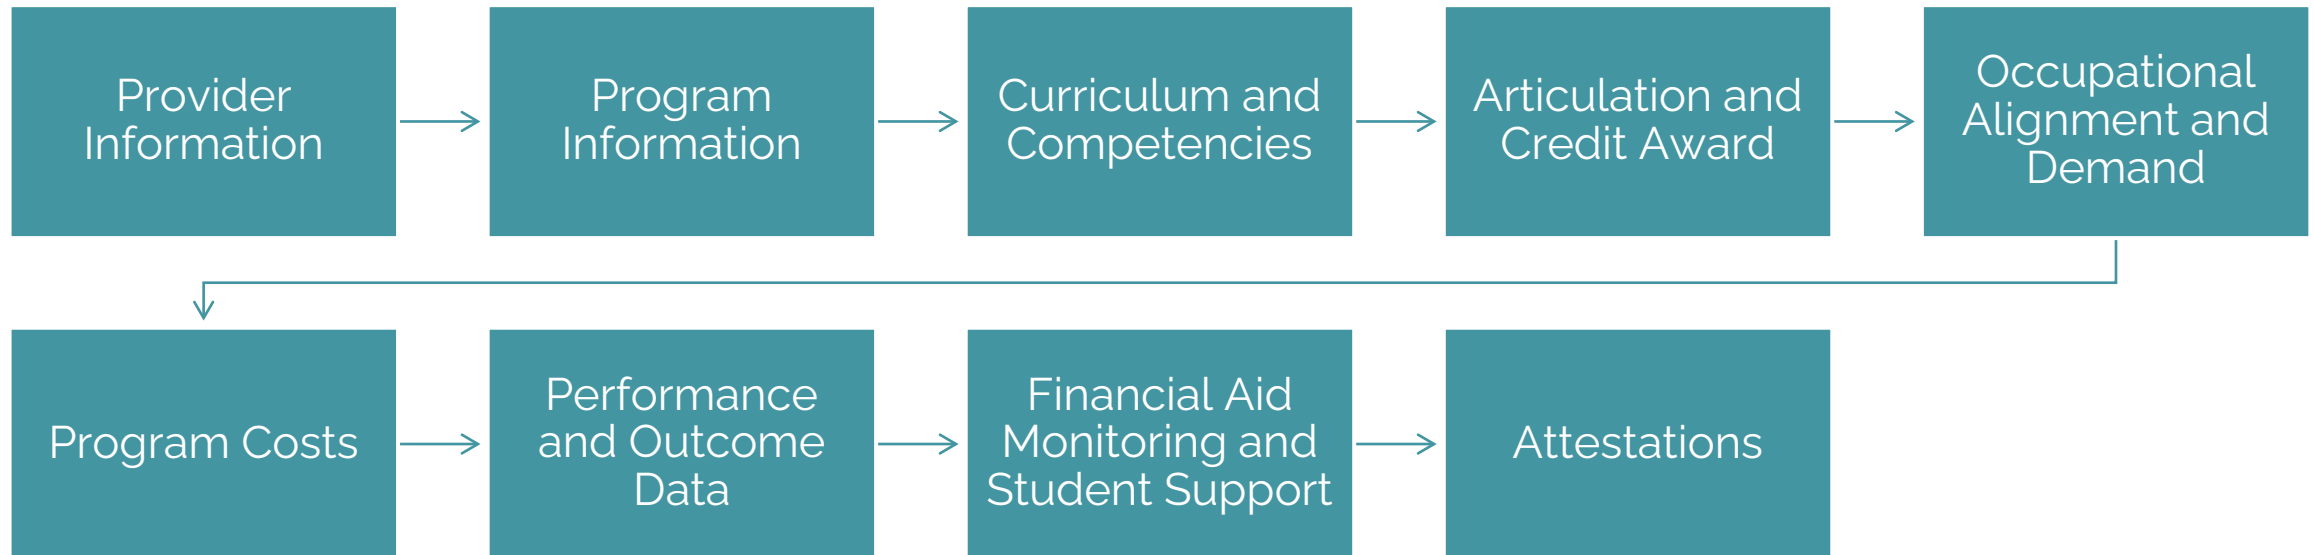 Provider
Information
Program
Information
Curriculum and
Competencies
Articulation and
Credit Award
Occupational
Alignment and
Demand
Program Costs
Performance
and Outcome
Data
Financial Aid
Monitoring and
Student Support
Attestations